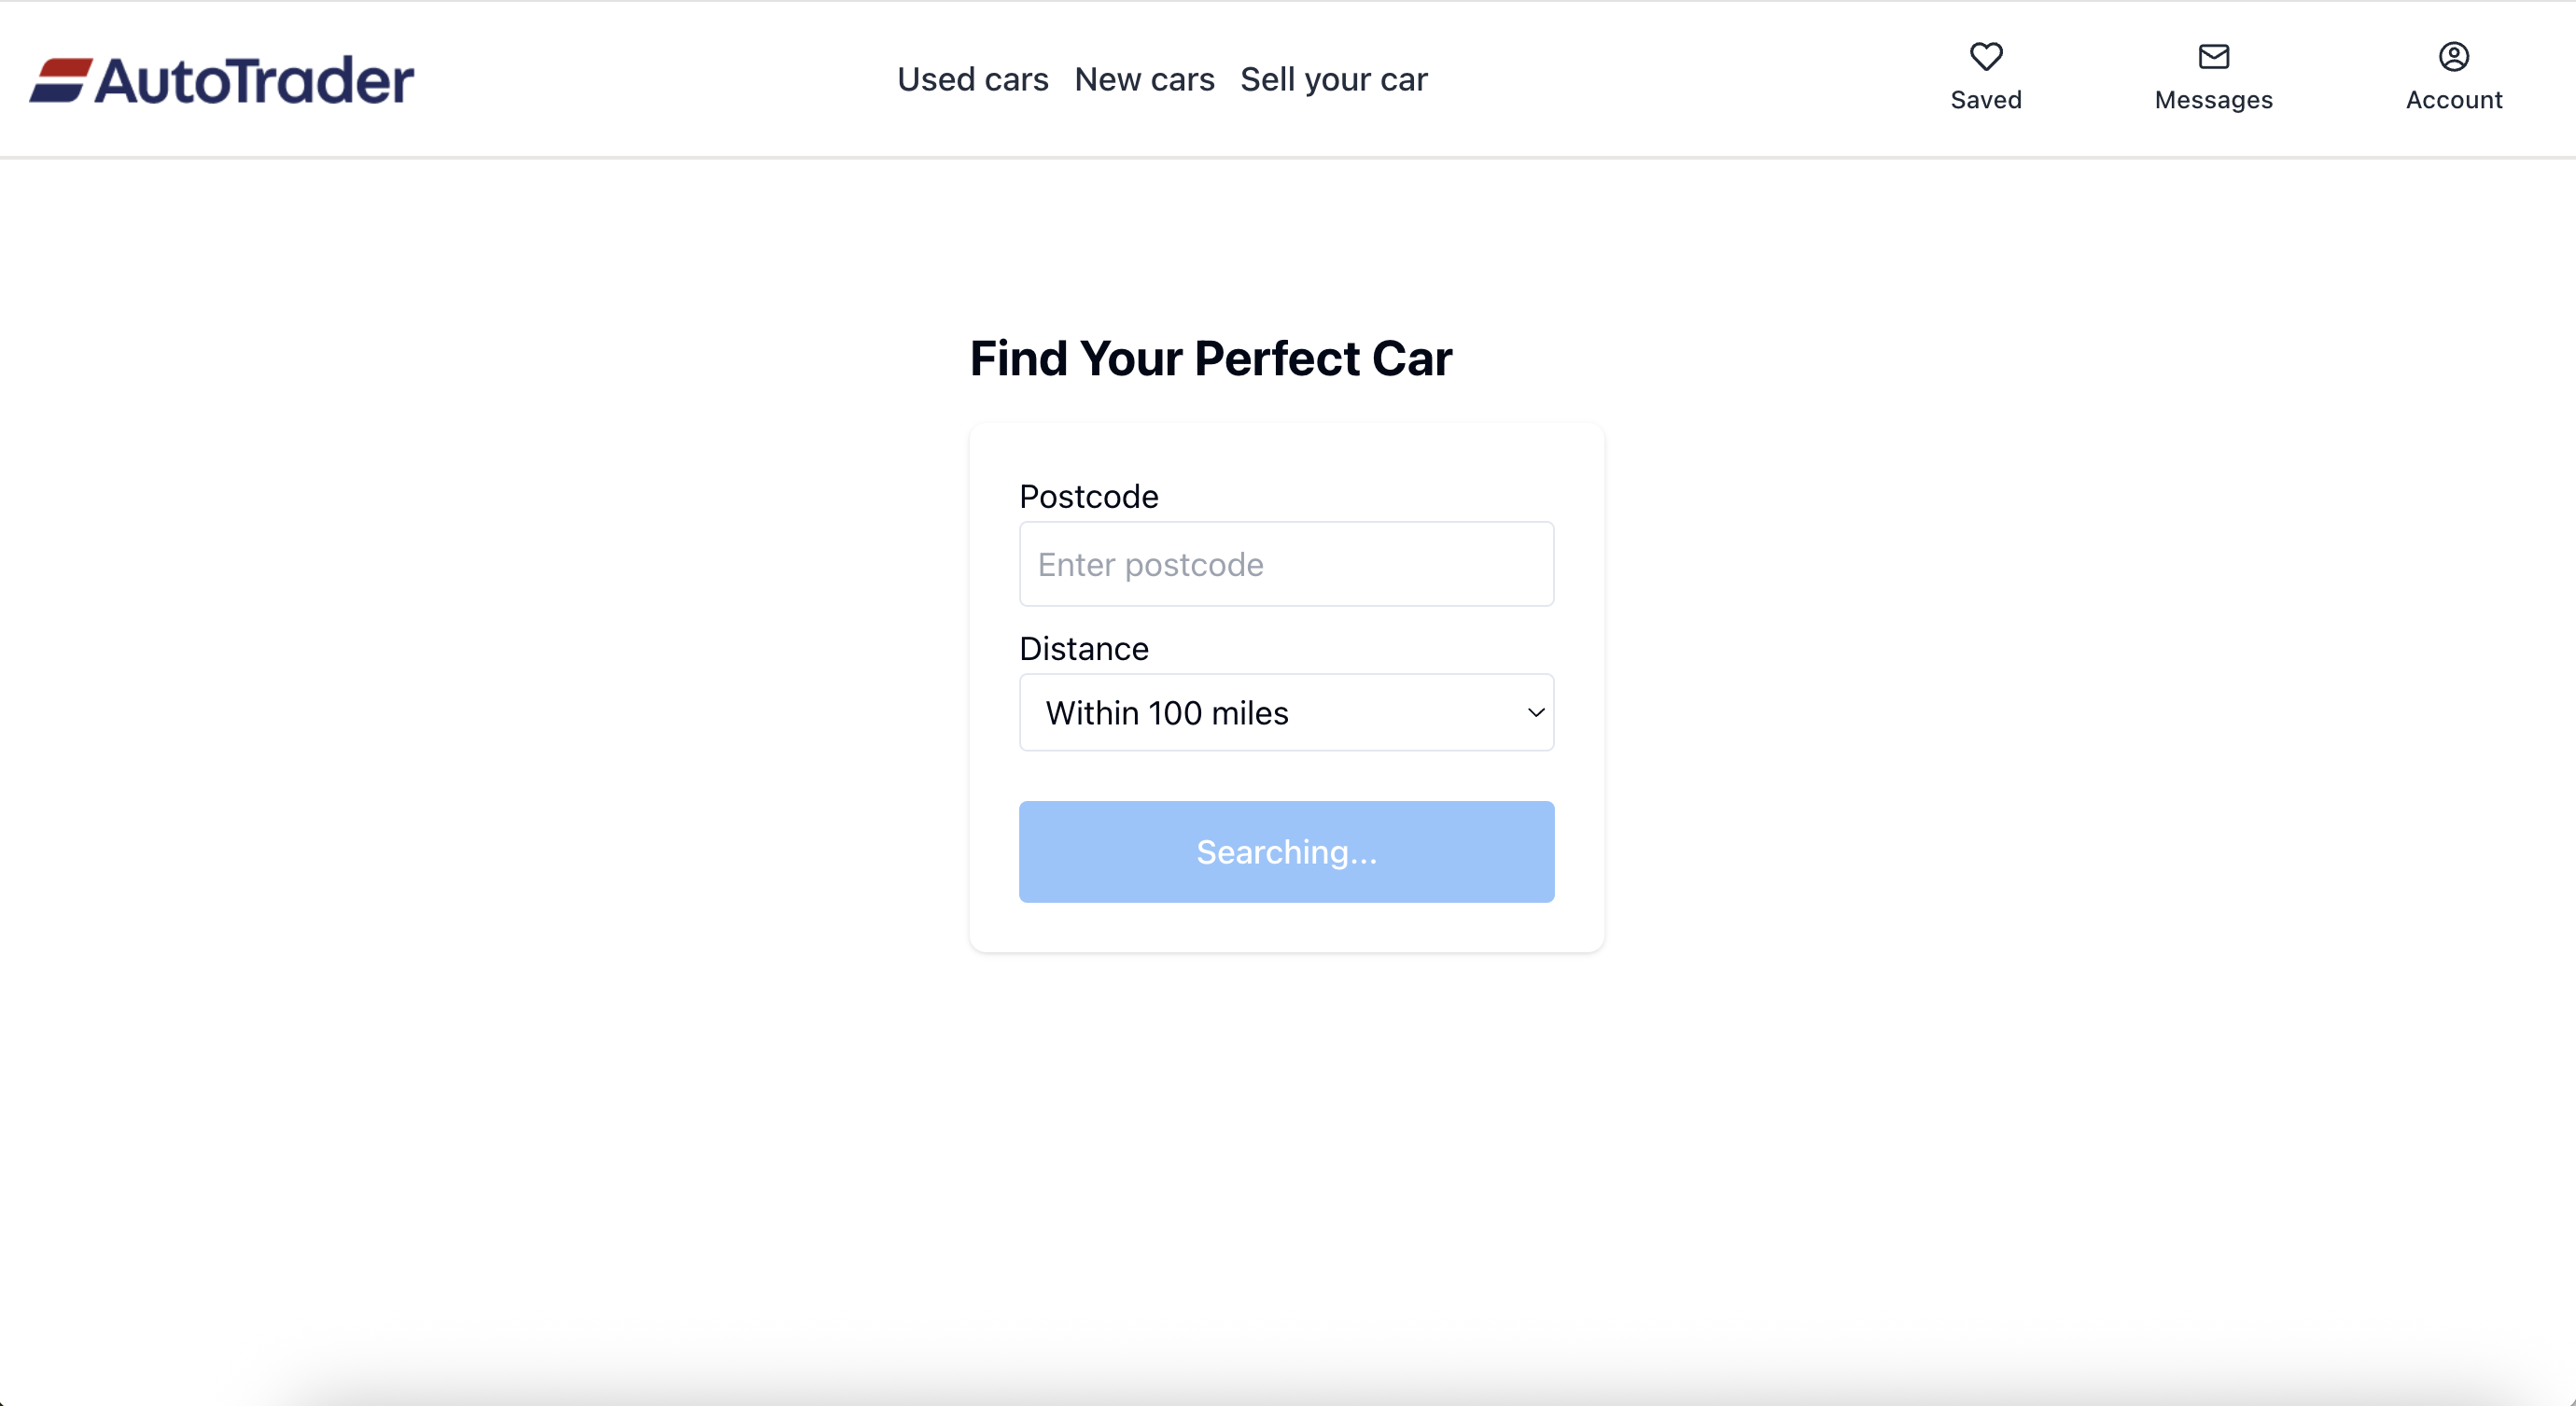 AutoTrader
Used cars New cars Sell your car
Saved Messages Account
Find Your Perfect Car
Postcode
Enter postcode
Distance
Within 100 miles
Searching...